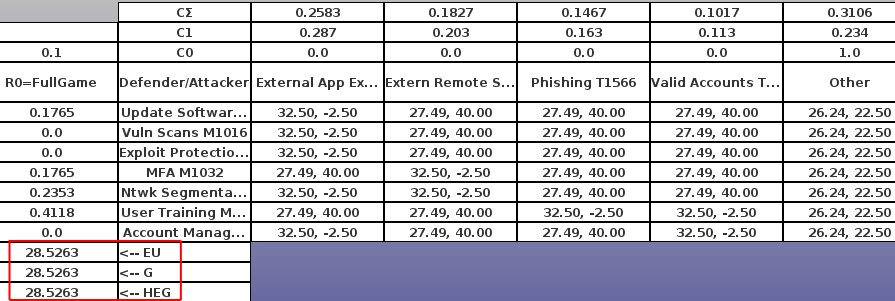 CΣ 0.2583 0.1827 0.1467 0.1017 0.3106
C1 0.287 0.203 0.163 0.113 0.234
0.1 C0 0.0 0.0 0.0 0.0 1.0
R0=FullGame Defender/Attacker External App Ex... Extern Remote S... Phishing T1566 Valid Accounts T... Other
0.1765 Update Softwar... 32.50, -2.50 27.49, 40.00 27.49, 40.00 27.49, 40.00 26.24, 22.50
0.0 Vuln Scans M1016 32.50, -2.50 27.49, 40.00 27.49, 40.00 27.49, 40.00 26.24, 22.50
0.0 Exploit Protectio... 32.50, -2.50 27.49, 40.00 27.49, 40.00 27.49, 40.00 26.24, 22.50
0.1765 MFA M1032 27.49, 40.00 32.50, -2.50 27.49, 40.00 27.49, 40.00 26.24, 22.50
0.2353 Ntwk Segmenta... 32.50, -2.50 32.50, -2.50 27.49, 40.00 27.49, 40.00 26.24, 22.50
0.4118 User Training M... 27.49, 40.00 27.49, 40.00 32.50, -2.50 32.50, -2.50 26.24, 22.50
0.0 Account Manag... 32.50, -2.50 27.49, 40.00 27.49, 40.00 32.50, -2.50 26.24, 22.50
28.5263 <-- EU
28.5263 <-- G
28.5263 <-- HEG